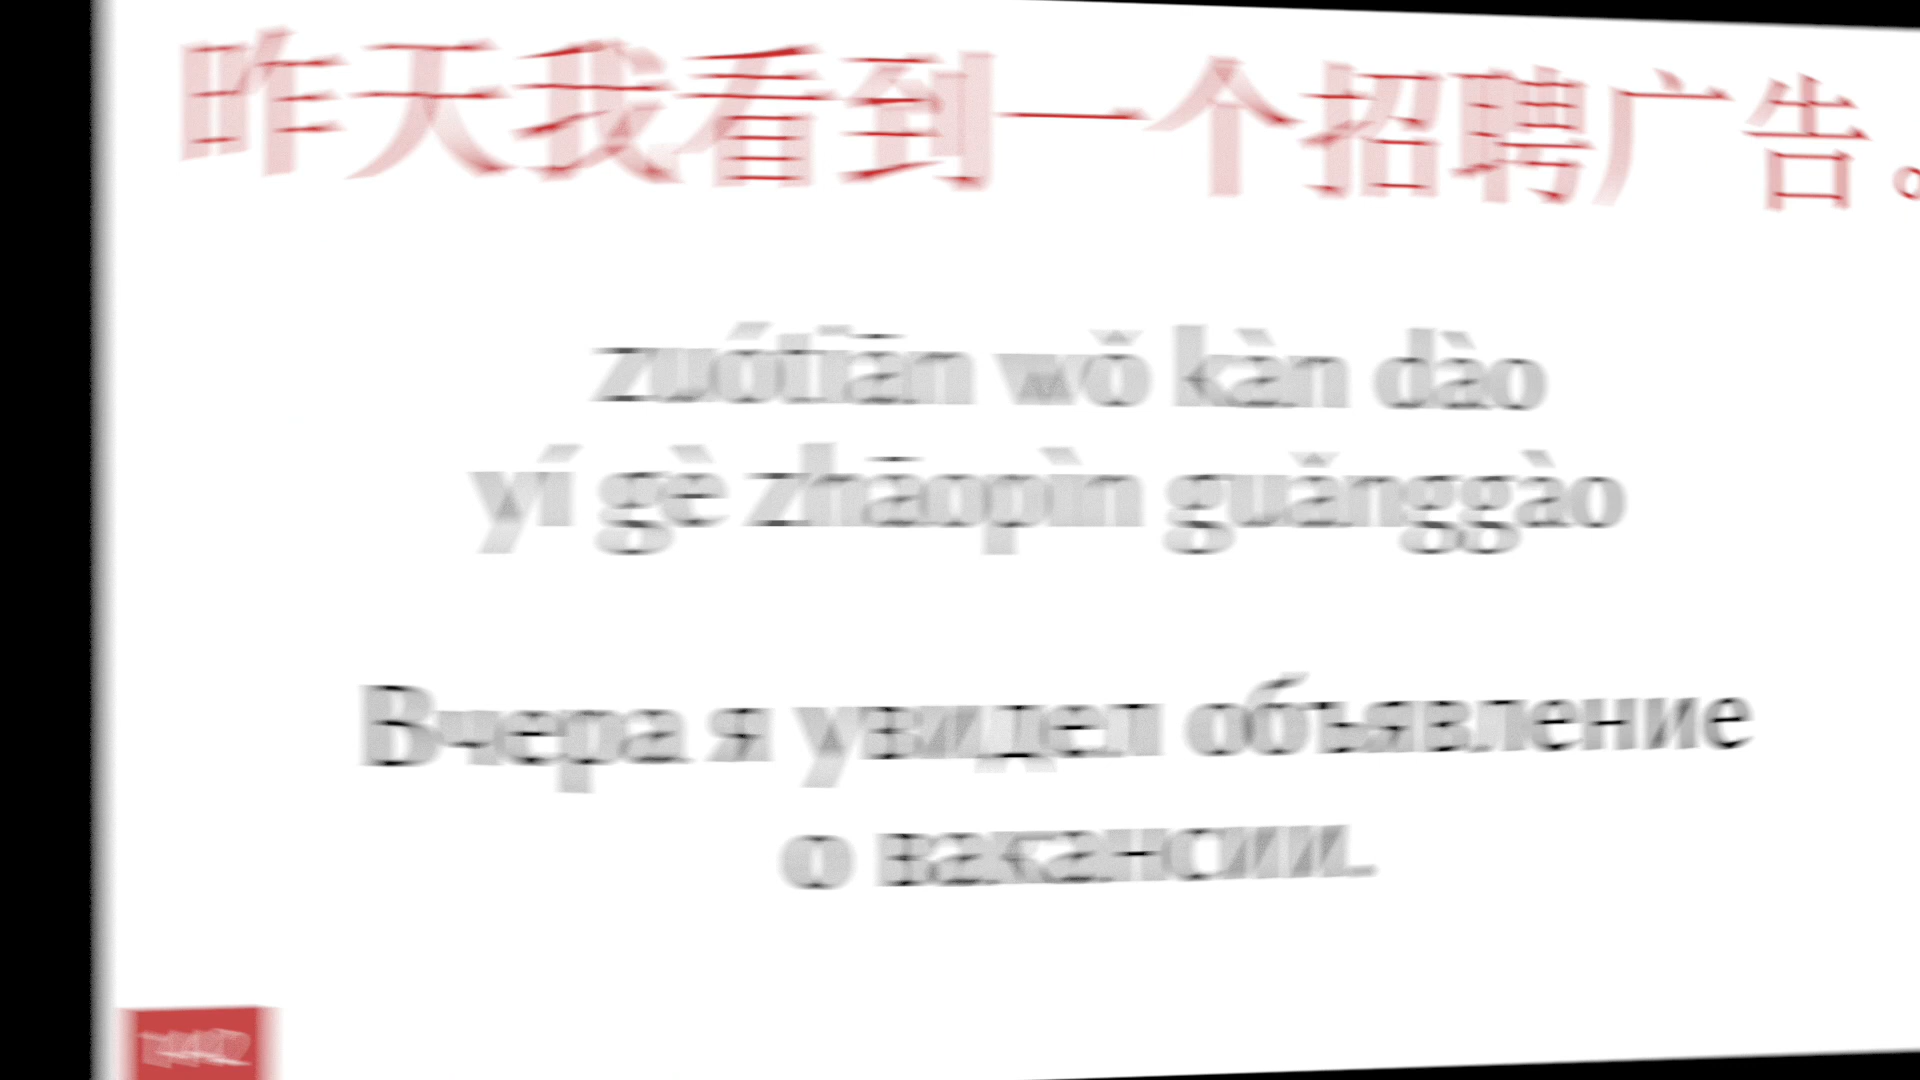 昨天我看到一个招聘广告。
zuótiān wǒ kàn dào
yí gè zhāopìn guǎnggào
Вчера я увидел объявление
о вакансии.